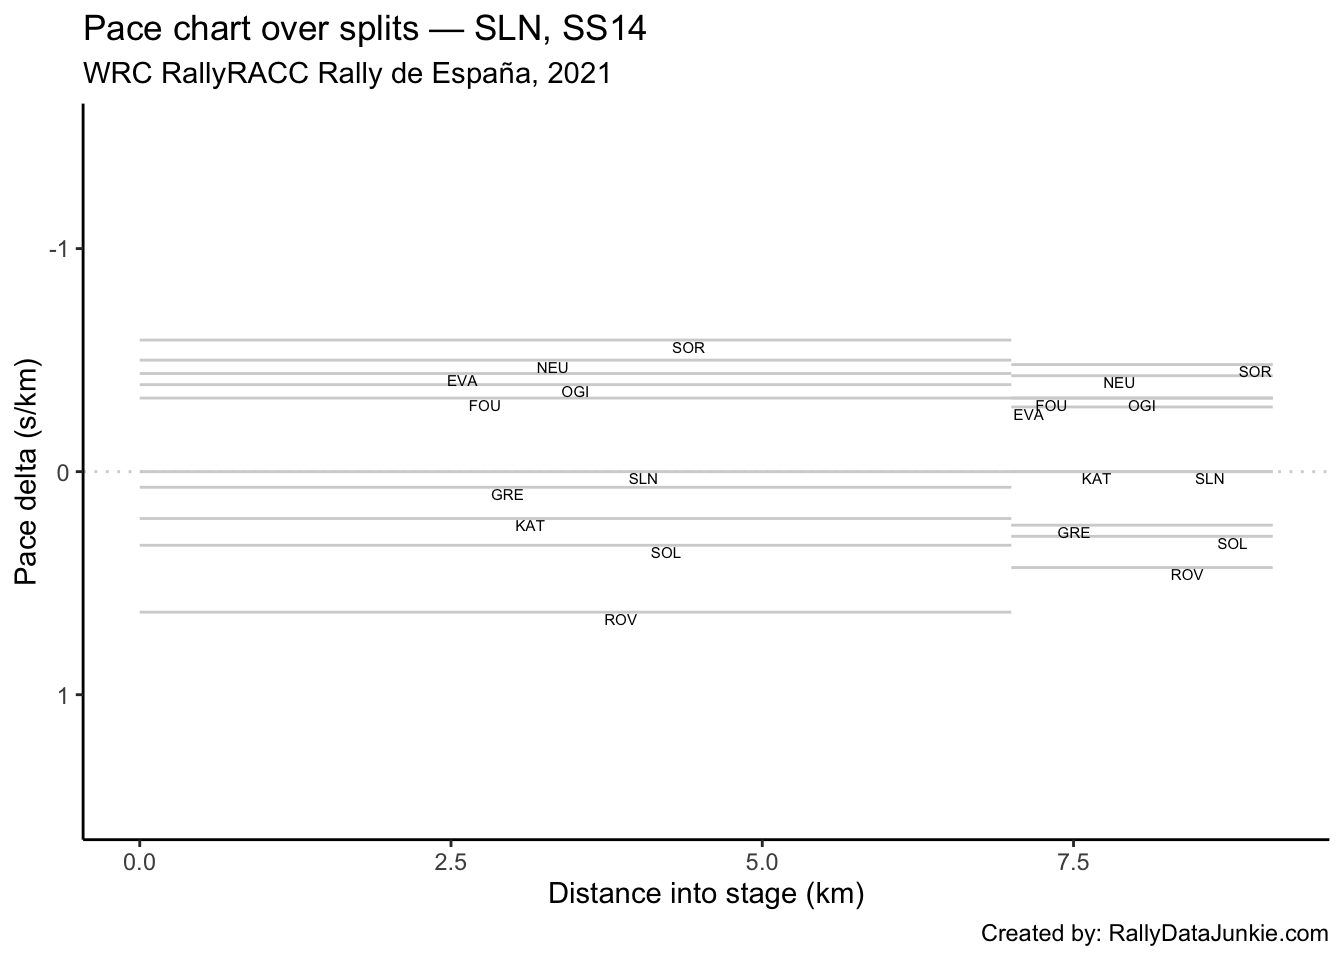 Pace chart over splits — SLN, SS14
WRC RallyRACC Rally de España, 2021
Pace delta (s/km)
-1
0
1
SOR
NEU
EVA
OGI
FOU
SLN
GRE
KAT
SOL
ROV
SOR
NEU
FOU
OGI
EVA
KAT
SLN
GRE
SOL
ROV
0.0 2.5 5.0 7.5
Distance into stage (km)
Created by: RallyDataJunkie.com